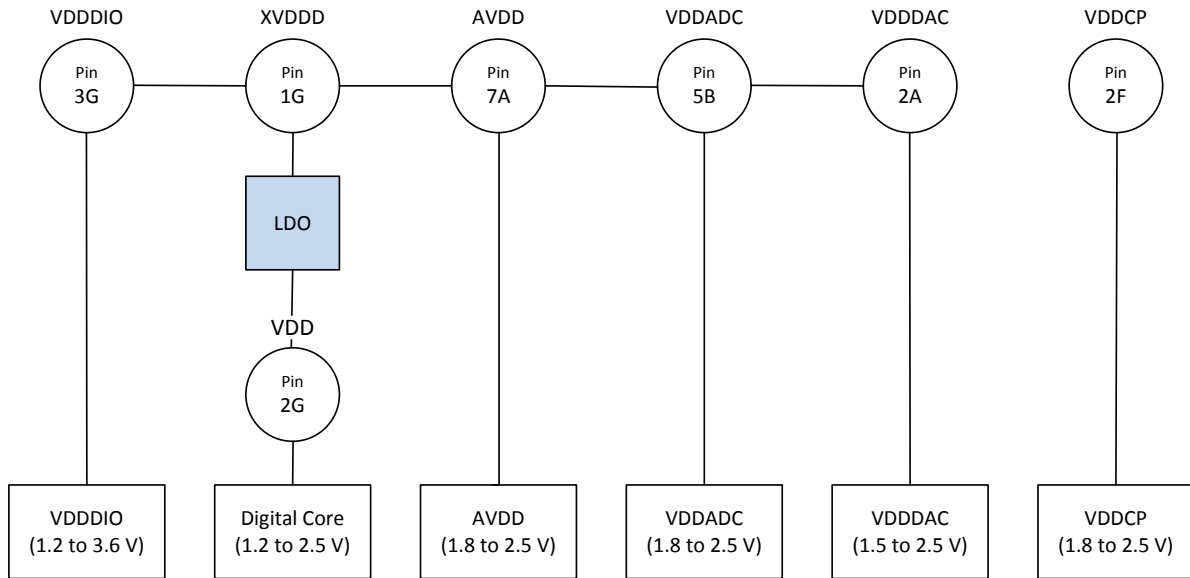 VDDDIO
XVDDD
AVDD
VDDADC
VDDDAC
VDDCP
Pin
3G
Pin
1G
Pin
7A
Pin
5B
Pin
2A
Pin
2F
LDO
VDD
Pin
2G
VDDDIO
(1.2 to 3.6 V)
Digital Core
(1.2 to 2.5 V)
AVDD
(1.8 to 2.5 V)
VDDADC
(1.8 to 2.5 V)
VDDDAC
(1.5 to 2.5 V)
VDDCP
(1.8 to 2.5 V)